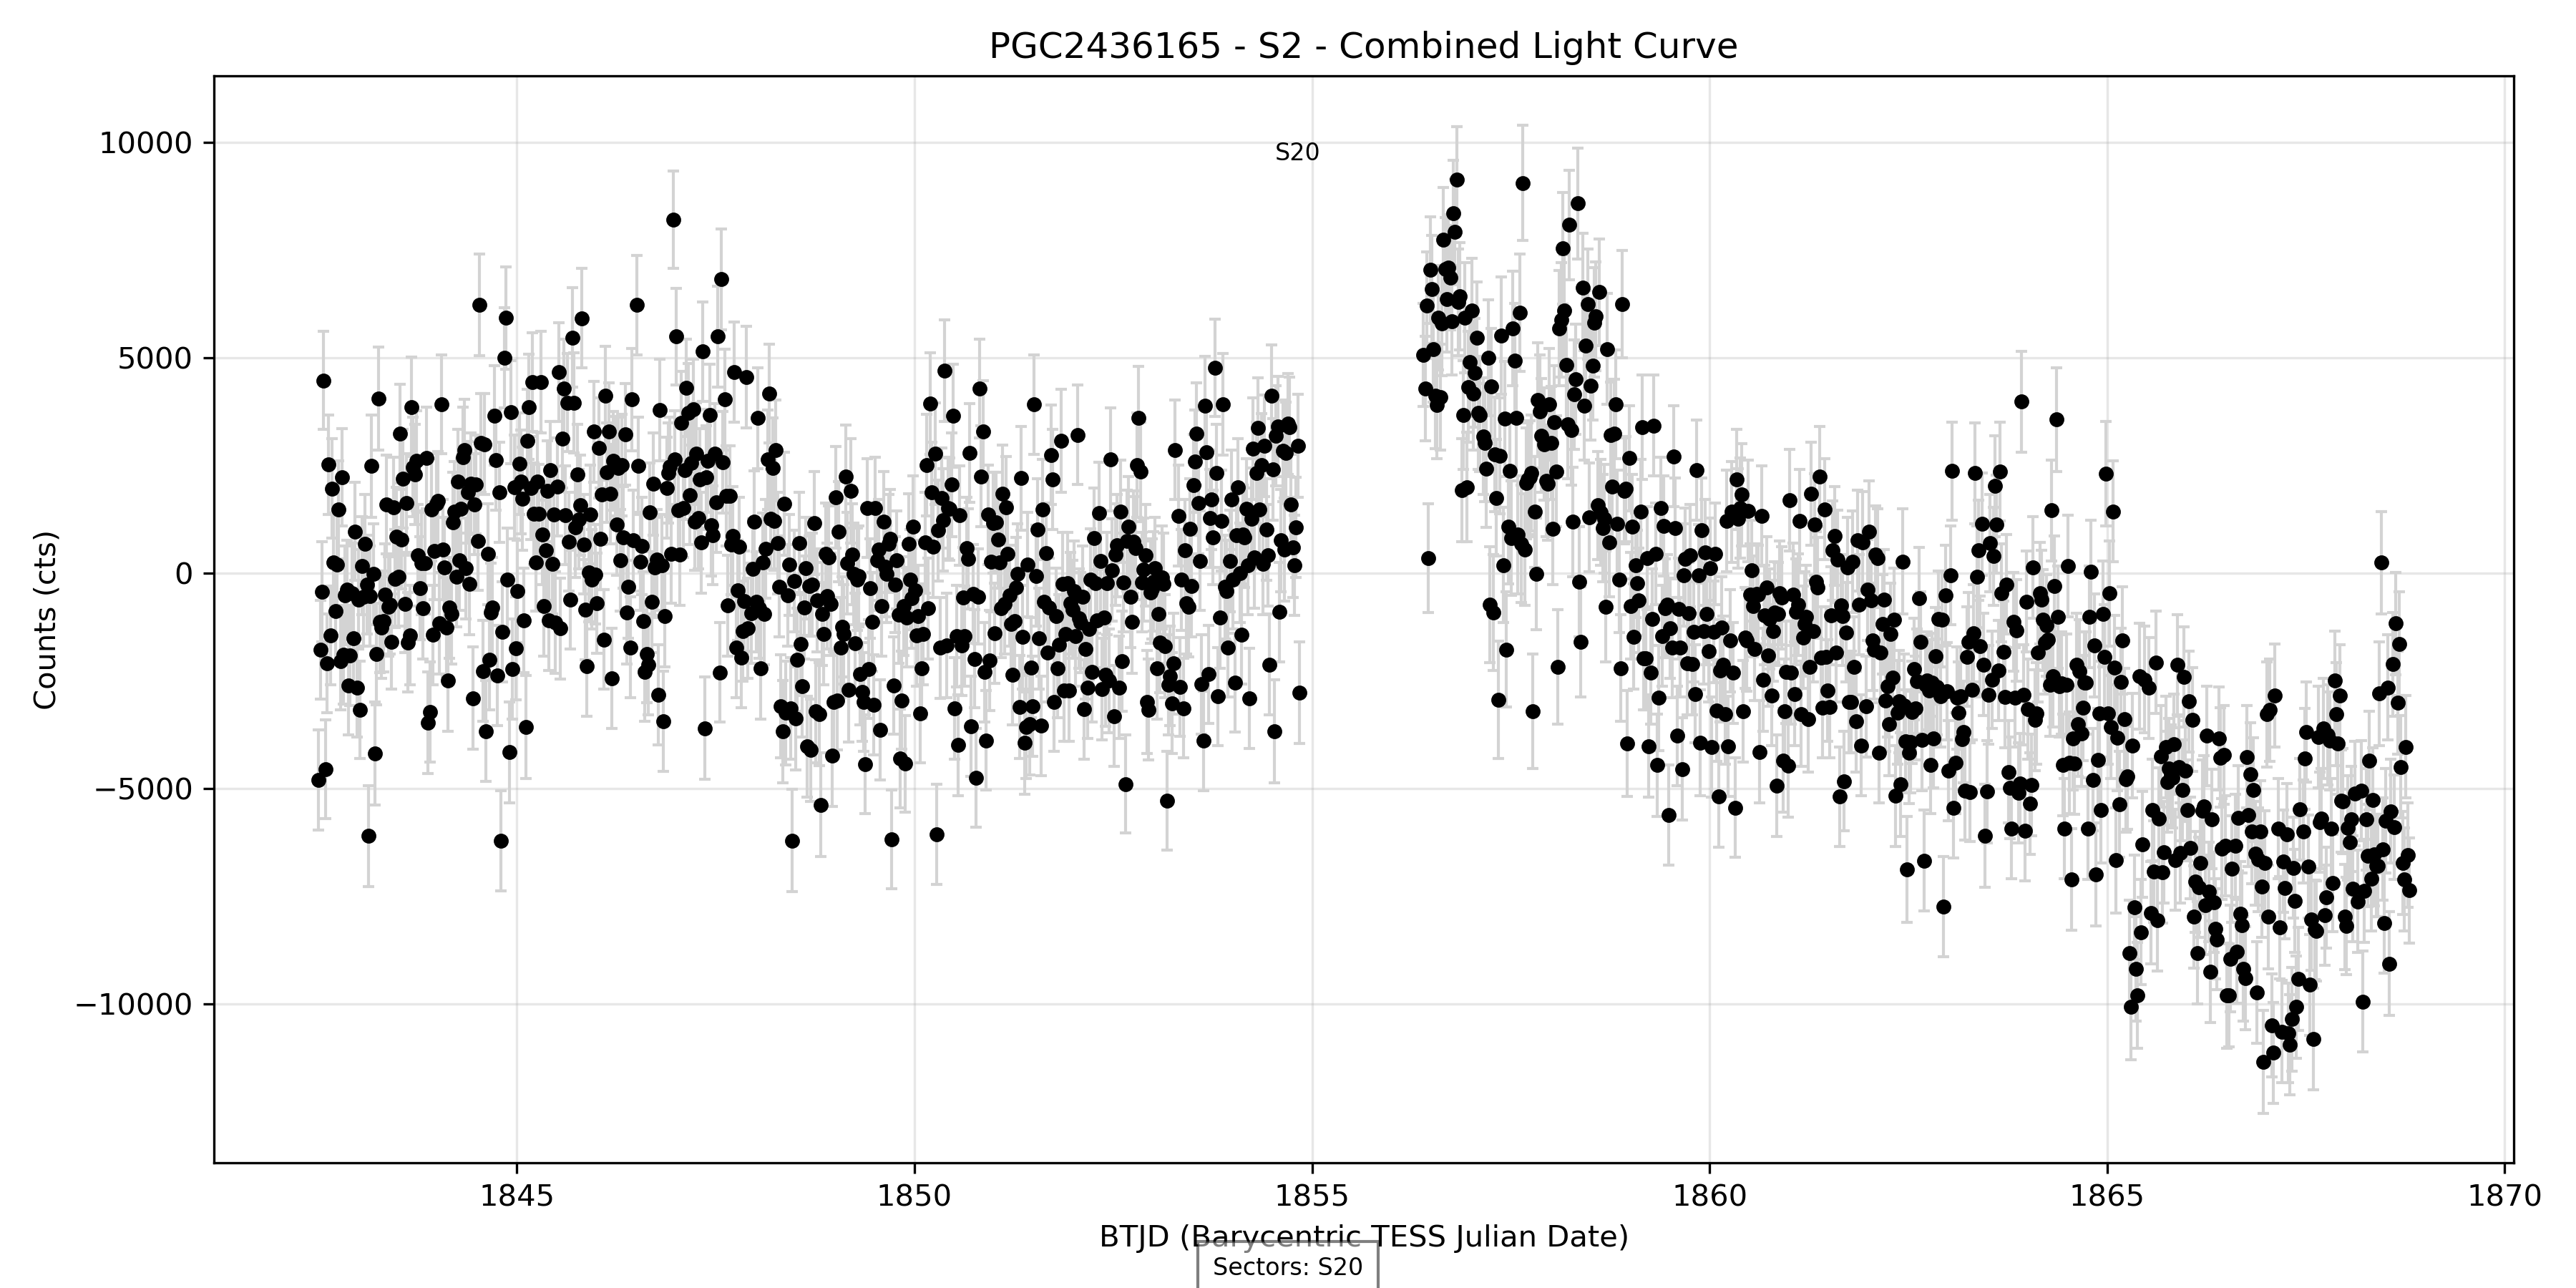 PGC2436165 - S2 - Combined Light Curve
Counts (cts)
10000
5000
0
−5000
−10000
S20
1845
1850
1855
1860
1865
1870
BTJD (Barycentric TESS Julian Date)
Sectors: S20